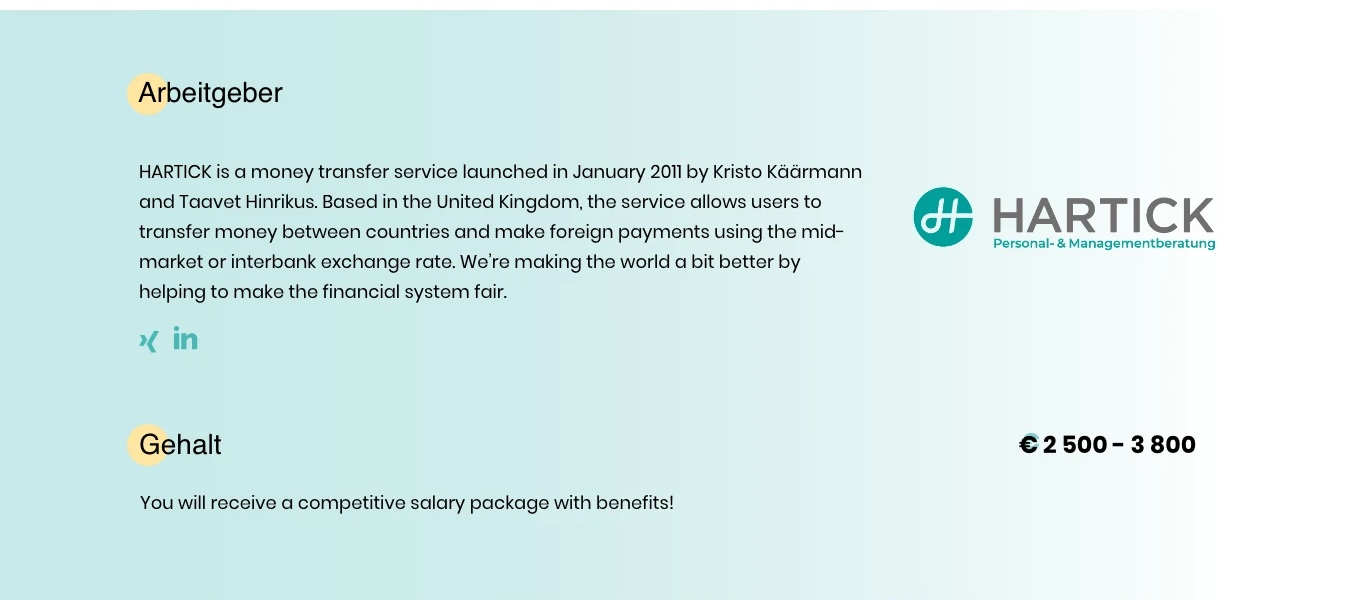 Arbeitgeber
HARTICK is a money transfer service launched in January 2011 by Kristo Käärmann
and Taavet Hinrikus. Based in the United Kingdom, the service allows users to
transfer money between countries and make foreign payments using the mid-
market or interbank exchange rate. We're making the world a bit better by
helping to make the financial system fair.
in
HARTICK
Personal- & Managementberatung
Gehalt
€ 2 500 - 3 800
You will receive a competitive salary package with benefits!